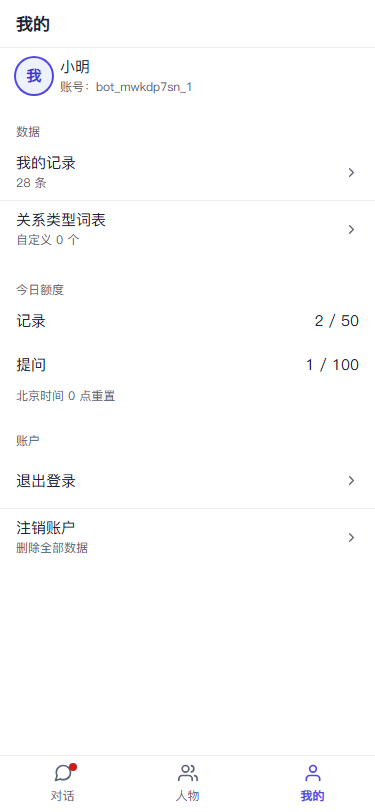 我的
我
小明
账号: bot_mwkdp7sn_1
数据
我的记录
28 条
关系类型词表
自定义 0 个
今日额度
记录
2 / 50
提问
1 / 100
北京时间 0 点重置
账户
退出登录
注销账户
删除全部数据
对话
人物
我的